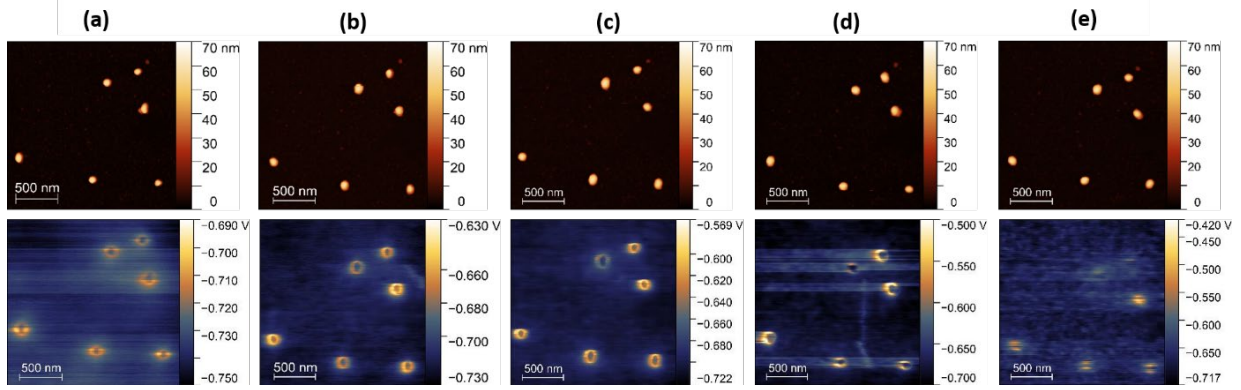 (a) (b) (c) (d) (e)
70 nm 60 50 40 30 20 10 0
500 nm
70 nm 60 50 40 30 20 10 0
500 nm
70 nm 60 50 40 30 20 10 0
500 nm
70 nm 60 50 40 30 20 10 0
500 nm
70 nm 60 50 40 30 20 10 0
500 nm
−0.690 V −0.700 −0.710 −0.720 −0.730 −0.750
500 nm
−0.630 V −0.660 −0.680 −0.700 −0.730
500 nm
−0.569 V −0.600 −0.620 −0.640 −0.660 −0.680 −0.722
500 nm
−0.500 V −0.550 −0.600 −0.650 −0.700
500 nm
−0.420 V −0.450 −0.500 −0.550 −0.600 −0.650 −0.717
500 nm